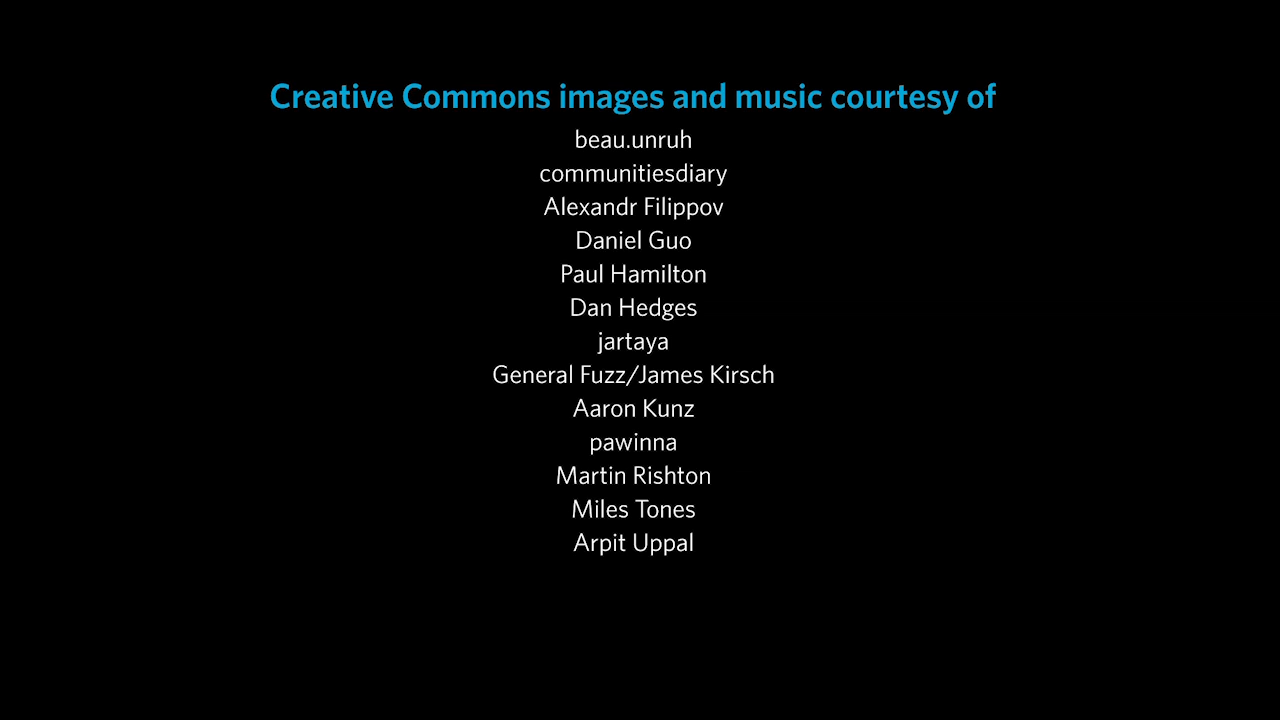 Creative Commons images and music courtesy of
beau.unruh
communitiesdiary
Alexandr Filippov
Daniel Guo
Paul Hamilton
Dan Hedges
jartaya
General Fuzz/James Kirsch
Aaron Kunz
pawinna
Martin Rishton
Miles Tones
Arpit Uppal